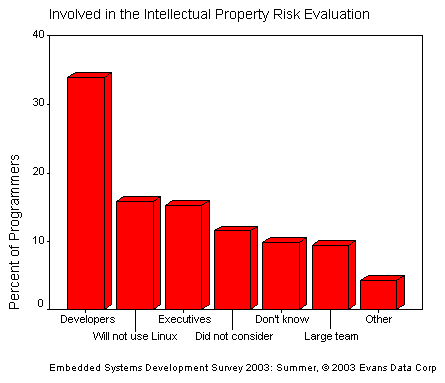 Involved in the Intellectual Property Risk Evaluation
40
30
20
10
0
Percent of Programmers
Developers
Executives
Don't know
Other
Will not use Linux
Did not consider
Large team
Embedded Systems Development Survey 2003: Summer, © 2003 Evans Data Corp